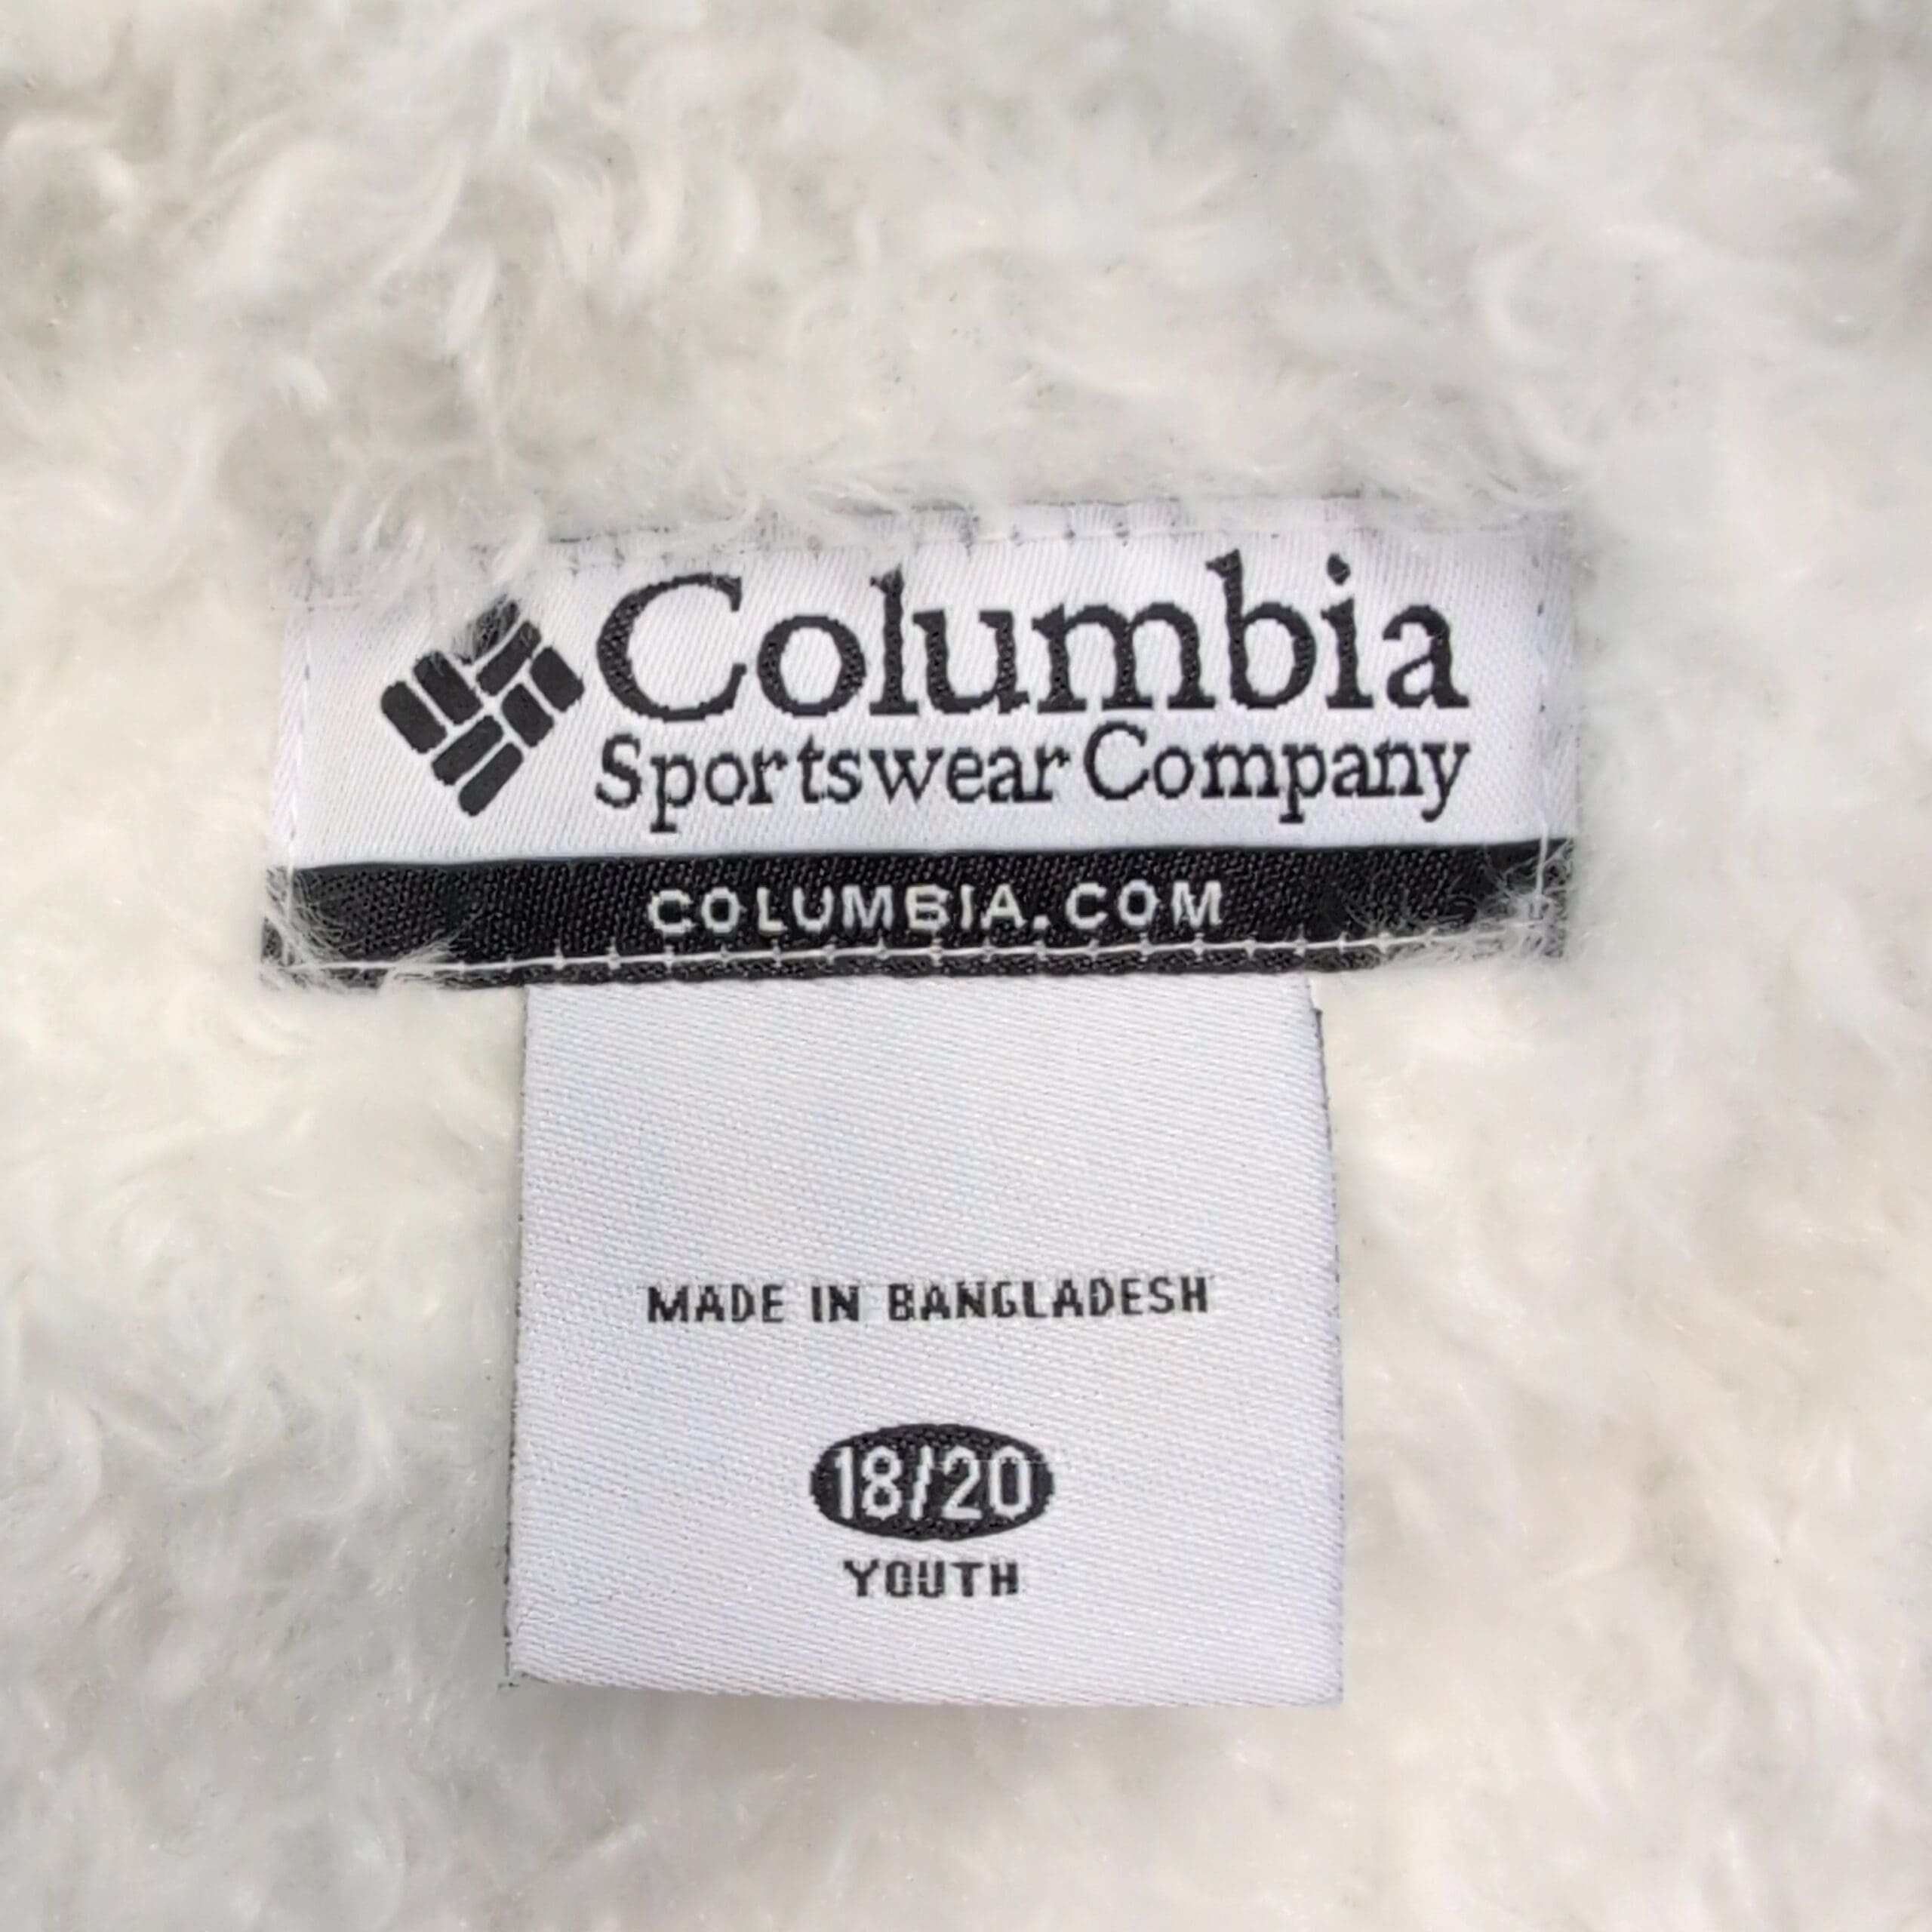 Columbia
Sportswear Company
COLUMBIA.COM
MADE IN BANGLADESH
18/20
YOUTH